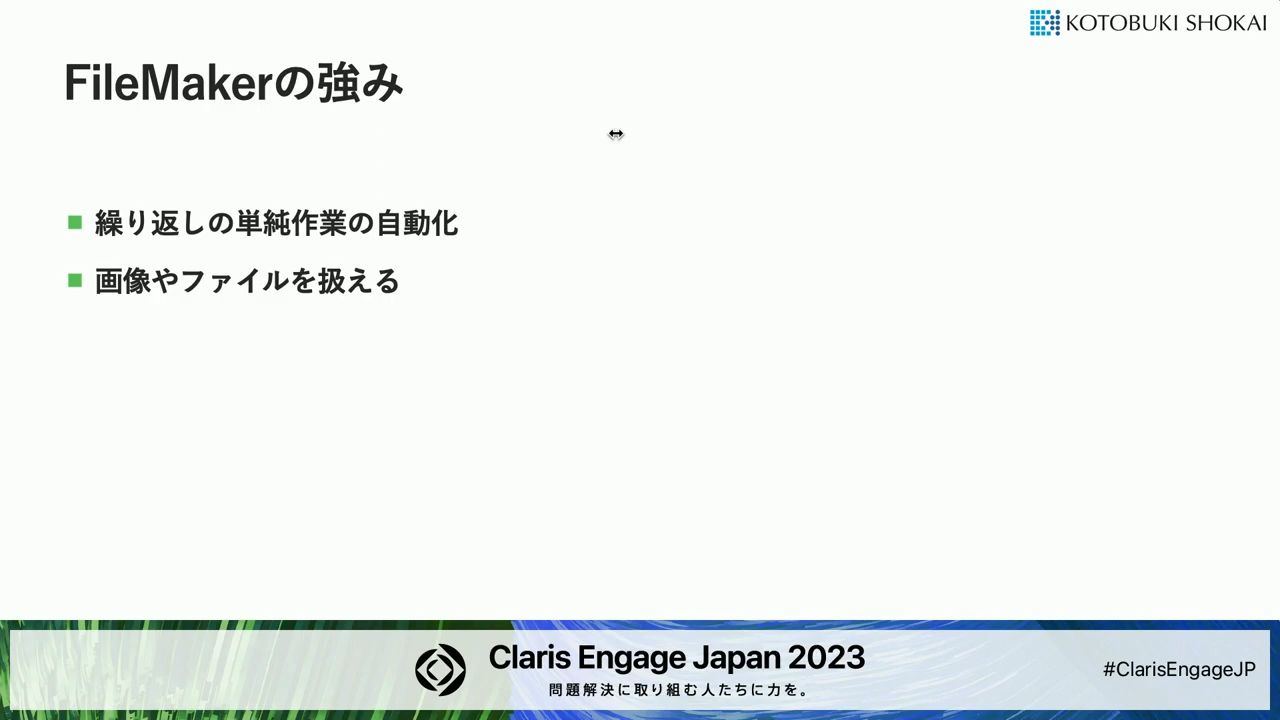 KOTOBUKI SHOKAI
FileMakerの強み
繰り返しの単純作業の自動化
画像やファイルを扱える
Claris Engage Japan 2023
問題解決に取り組む人たちに力を。
#ClarisEngageJP